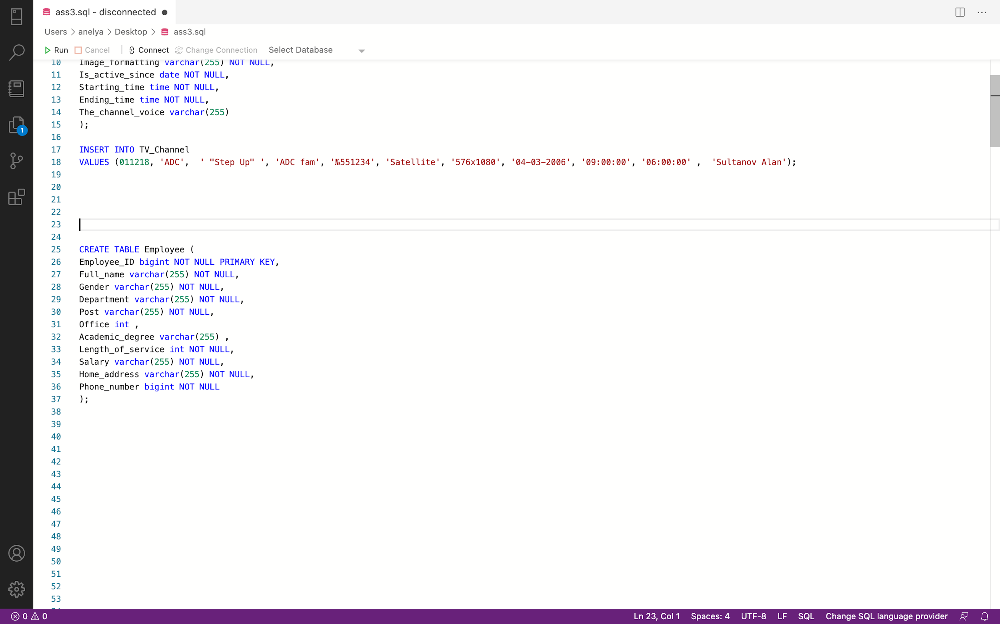 ass3.sql - disconnected
Users > anelya > Desktop > ass3.sql
Run Cancel | Connect Change Connection Select Database
10 Image_formatting varchar(255) NOT NULL,
11 Is_active_since date NOT NULL,
12 Starting_time time NOT NULL,
13 Ending_time time NOT NULL,
14 The_channel_voice varchar(255)
15 );
16
17 INSERT INTO TV_Channel
18 VALUES (011218, 'ADC',  ' "Step Up" ', 'ADC fam', '№551234', 'Satellite', '576x1080', '04-03-2006', '09:00:00', '06:00:00' ,  'Sultanov Alan');
19
20
21
22
23
24
25 CREATE TABLE Employee (
26 Employee_ID bigint NOT NULL PRIMARY KEY,
27 Full_name varchar(255) NOT NULL,
28 Gender varchar(255) NOT NULL,
29 Department varchar(255) NOT NULL,
30 Post varchar(255) NOT NULL,
31 Office int ,
32 Academic_degree varchar(255) ,
33 Length_of_service int NOT NULL,
34 Salary varchar(255) NOT NULL,
35 Home_address varchar(255) NOT NULL,
36 Phone_number bigint NOT NULL
37 );
38
39
40
41
42
43
44
45
46
47
48
49
50
51
52
53
1
0 0 Ln 23, Col 1 Spaces: 4 UTF-8 LF SQL Change SQL language provider